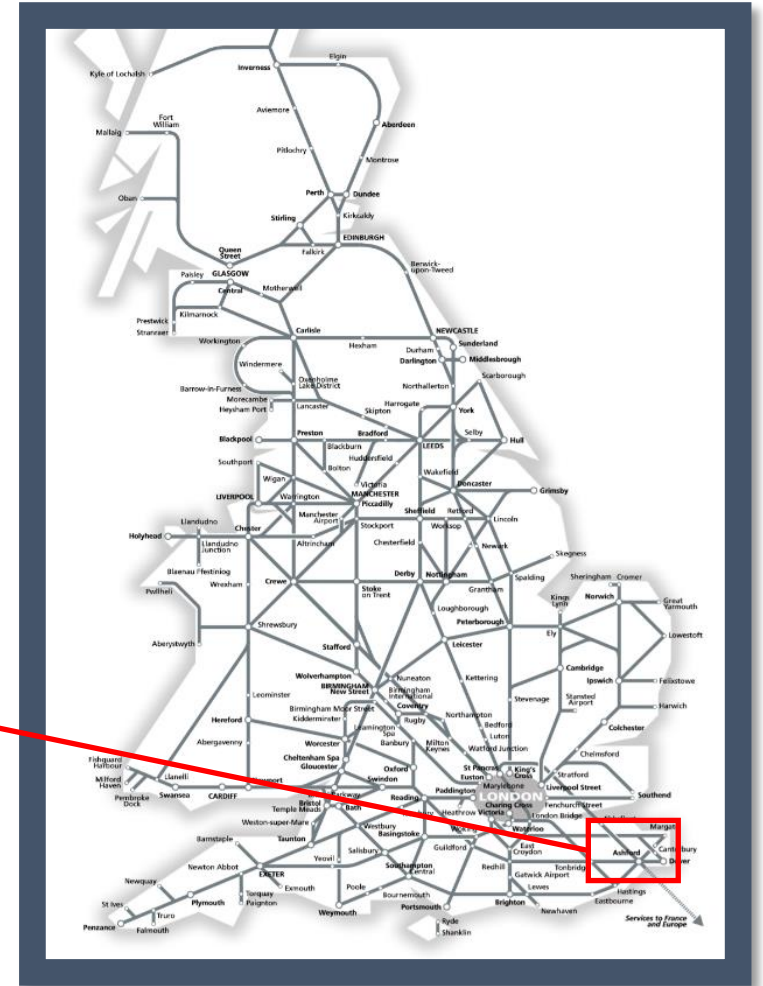 Elgin
Inverness
Kyle of Lochalsh
Aviemore
Fort
William
Aberdeen
Mallaig
Pitlochry
Montrose
Perth
Dundee
Oban
Stirling
Kirkcaldy
EDINBURGH
Queen
Street
Falkirk
Berwick-
upon-Tweed
Paisley
GLASGOW
Central
Motherwell
Prestwick
Kilmarnock
Stranraer
Carlisle
NEWCASTLE
Workington
Hexham
Sunderland
Durham
Darlington
Middlesbrough
Windermere
Scarborough
Oxenholme
Lake District
Barrow-in-Furness
Northallerton
Morecambe
Heysham Port
Lancaster
Harrogate
York
Skipton
Preston
Bradford
Selby
Blackpool
Blackburn
LEEDS
Hull
Southport
Huddersfield
Bolton
Wakefield
Wigan
Victoria
Doncaster
MANCHESTER
Piccadilly
Grimsby
LIVERPOOL
Warrington
Sheffield
Retford
Manchester
Airport
Llandudno
Chester
Stockport
Worksop
Lincoln
Holyhead
Llandudno
Junction
Altrincham
Chesterfield
Newark
Skegness
Blaenau Ffestiniog
Derby
Nottingham
Spalding
Sheringham
Cromer
Pwllheli
Wrexham
Crewe
Stoke
on Trent
Grantham
Kings
Lynn
Norwich
Great
Yarmouth
Loughborough
Peterborough
Shrewsbury
Ely
Lowestoft
Aberystwyth
Stafford
Leicester
Wolverhampton
Cambridge
BIRMINGHAM
New Street
Nuneaton
Kettering
Ipswich
Felixstowe
Birmingham
International
Stansted
Airport
Leominster
Stevenage
Harwich
Birmingham Moor Street
Coventry
Hereford
Kidderminster
Rugby
Northampton
Leamington
Spa
Bedford
Colchester
Worcester
Banbury
Milton
Keynes
Luton
Abergavenny
Watford Junction
Chelmsford
Cheltenham Spa
Gloucester
Oxford
St Pancras
King's
Cross
Fishguard
Harbour
Euston
Stratford
Llanelli
Swindon
Marylebone
Liverpool Street
Milford
Haven
Paddington
Pembroke
Dock
Swansea
CARDIFF
Newport
Parkway
Reading
LONDON
Southend
Bristol
Temple Meads
Bath
Charing Cross
Fenchurch Street
Heathrow
Victoria
London Bridge
Weston-super-Mare
Westbury
Basingstoke
Waterloo
Margate
Barnstaple
Taunton
Guildford
East
Croydon
Canterbury
Ashford
Dover
Yeovil
Salisbury
Newton Abbot
EXETER
Southampton
Central
Redhill
Tonbridge
Gatwick Airport
Newquay
Exmouth
Poole
Lewes
Hastings
St Ives
Torquay
Paignton
Bournemouth
Eastbourne
Plymouth
Truro
Weymouth
Portsmouth
Brighton
Newhaven
Penzance
Falmouth
Ryde
Shanklin
Services to France
and Europe